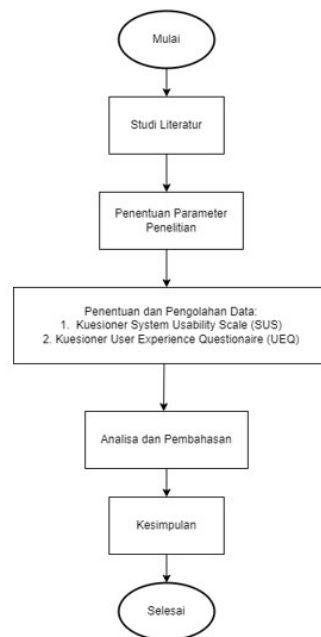 Mulai
Studi Literatur
Penentuan Parameter
Penelitian
Penentuan dan Pengolahan Data:
1. Kuesioner System Usability Scale (SUS)
2. Kuesioner User Experience Questionaire (UEQ)
Analisa dan Pembahasan
Kesimpulan
Selesai